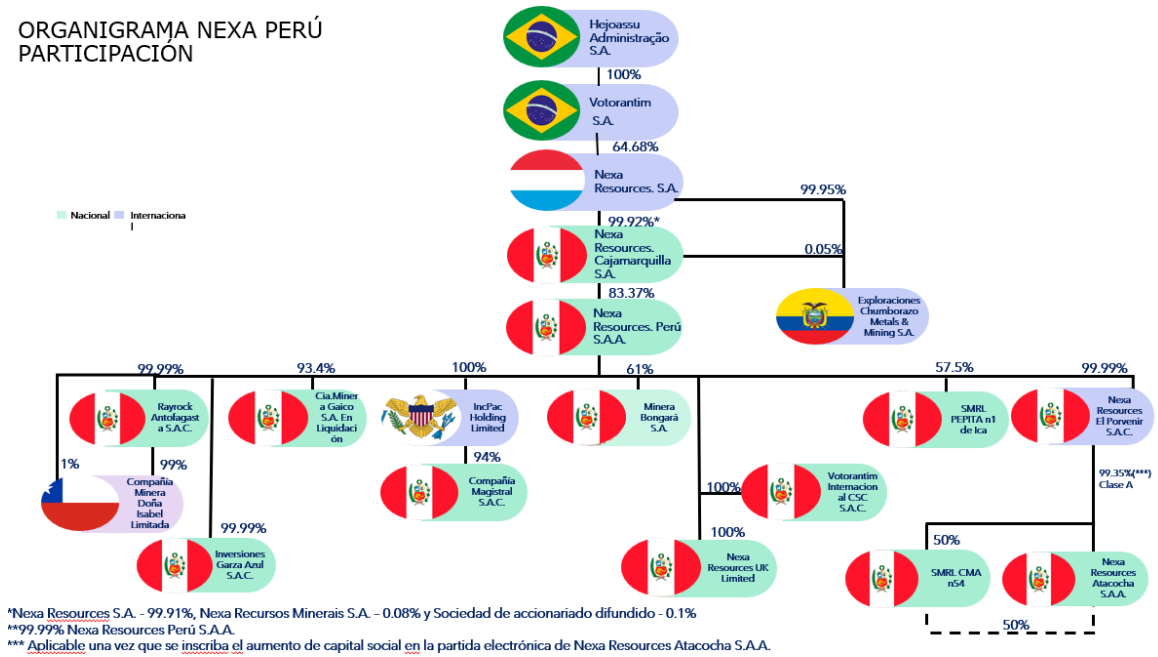 ORGANIGRAMA NEXA PERÚ
PARTICIPACIÓN
Hejoassu
Administração
S.A.
100%
Votorantim
S.A.
64.68%
Nexa
Resources. S.A.
99.95%
Nacional
Internaciona
l
99.92%*
Nexa
Resources.
Cajamarquilla
S.A.
0.05%
83.37%
Nexa
Resources. Perú
S.A.A.
Exploraciones
Chumborazo
Metals &
Mining S.A.
99.99%
93.4%
100%
61%
57.5%
99.99%
Rayrock
Antofagast
a S.A.C.
Cia.Miner
a Gaico
S.A. En
Liquidaci
ón
IncPac
Holding
Limited
Minera
Bongará
S.A.
SMRL
PEPITA n1
de Ica
Nexa
Resources
El Porvenir
S.A.C.
1%
99%
94%
99.35%(***)
Clase A
Compañía
Minera
Doña
Isabel
Limitada
Compañía
Magistral
S.A.C.
100%
Votorantim
Internacion
al CSC
S.A.C.
99.99%
100%
50%
Inversiones
Garza Azul
S.A.C.
Nexa
Resources UK
Limited
SMRL CMA
n54
Nexa
Resources
Atacocha
S.A.A.
50%
*Nexa Resources S.A. - 99.91%, Nexa Recursos Minerais S.A. – 0.08% y Sociedad de accionariado difundido - 0.1%
**99.99% Nexa Resources Perú S.A.A.
*** Aplicable una vez que se inscriba el aumento de capital social en la partida electrónica de Nexa Resources Atacocha S.A.A.